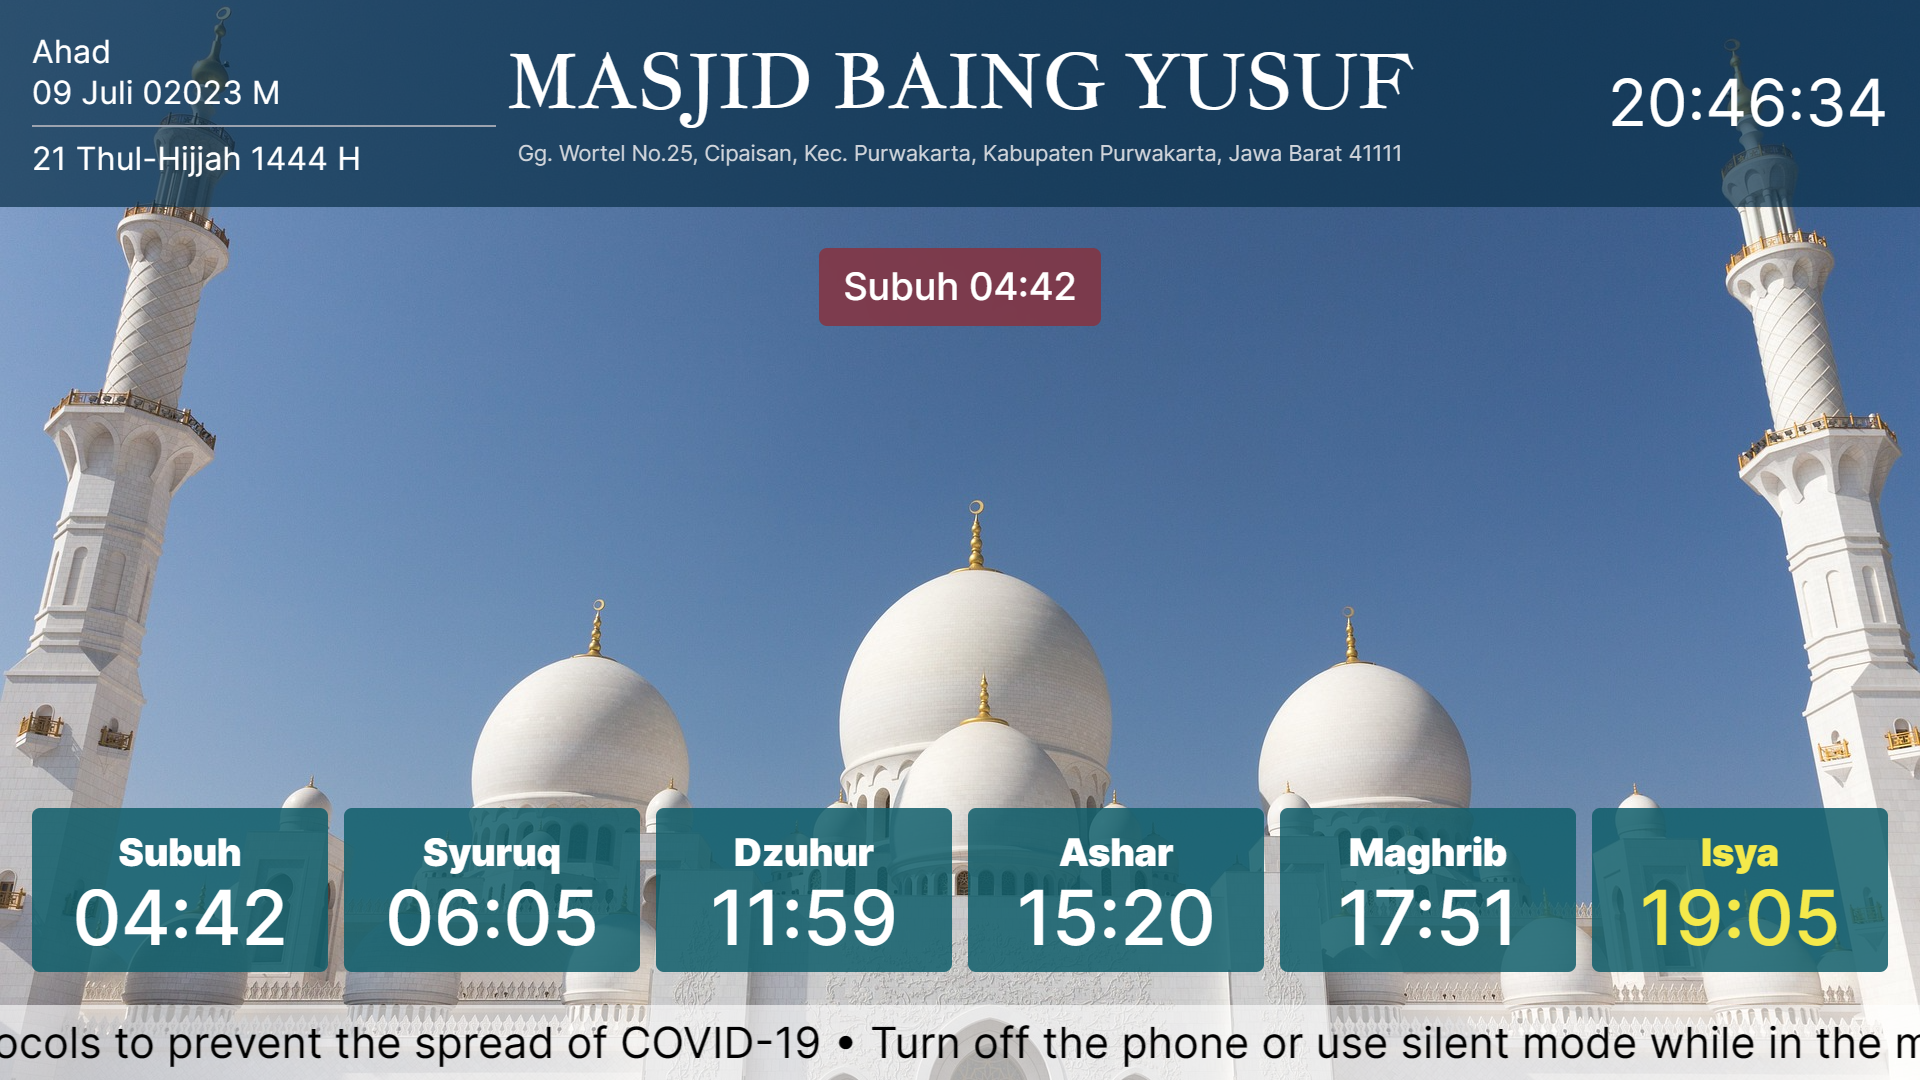 Ahad
09 Juli 02023 M
21 Thul-Hijjah 1444 H
MASJID BAING YUSUF
Gg. Wortel No.25, Cipaisan, Kec. Purwakarta, Kabupaten Purwakarta, Jawa Barat 41111
20:46:34
Subuh 04:42
Subuh
04:42
Syuruq
06:05
Dzuhur
11:59
Ashar
15:20
Maghrib
17:51
Isya
19:05
ocols to prevent the spread of COVID-19 • Turn off the phone or use silent mode while in the m